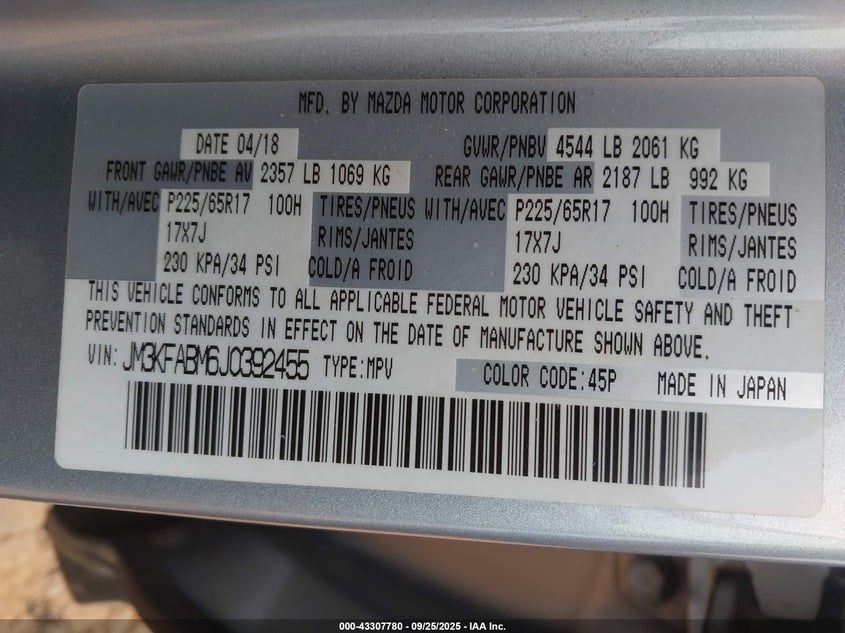 MFD. BY MAZDA MOTOR CORPORATION
DATE 04/18 GVWR/PNBV 4544 LB 2061 KG
FRONT GAWR/PNBE AV 2357 LB 1069 KG REAR GAWR/PNBE AR 2187 LB 992 KG
WITH/AVEC P225/65R17 100H TIRES/PNEUS WITH/AVEC P225/65R17 100H TIRES/PNEUS
17X7J RIMS/JANTES 17X7J RIMS/JANTES
230 KPA/34 PSI COLD/A FROID 230 KPA/34 PSI COLD/A FROID
THIS VEHICLE CONFORMS TO ALL APPLICABLE FEDERAL MOTOR VEHICLE SAFETY AND THEFT
PREVENTION STANDARDS IN EFFECT ON THE DATE OF MANUFACTURE SHOWN ABOVE.
VIN: JM3KFABM6J0392455 TYPE:MPV COLOR CODE:45P MADE IN JAPAN
000-43307780 - 09/25/2025 - IAA Inc.